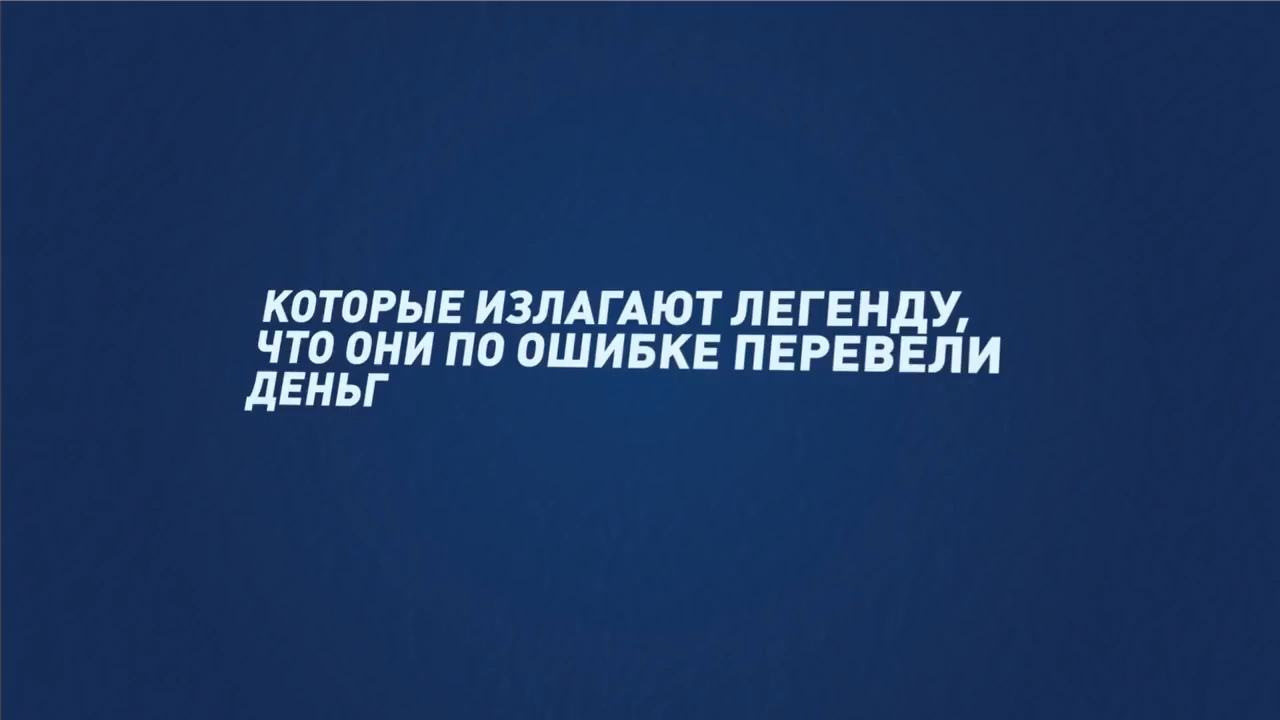 КОТОРЫЕ ИЗЛАГАЮТ ЛЕГЕНДУ,
ЧТО ОНИ ПО ОШИБКЕ ПЕРЕВЕЛИ
ДЕНЬГ